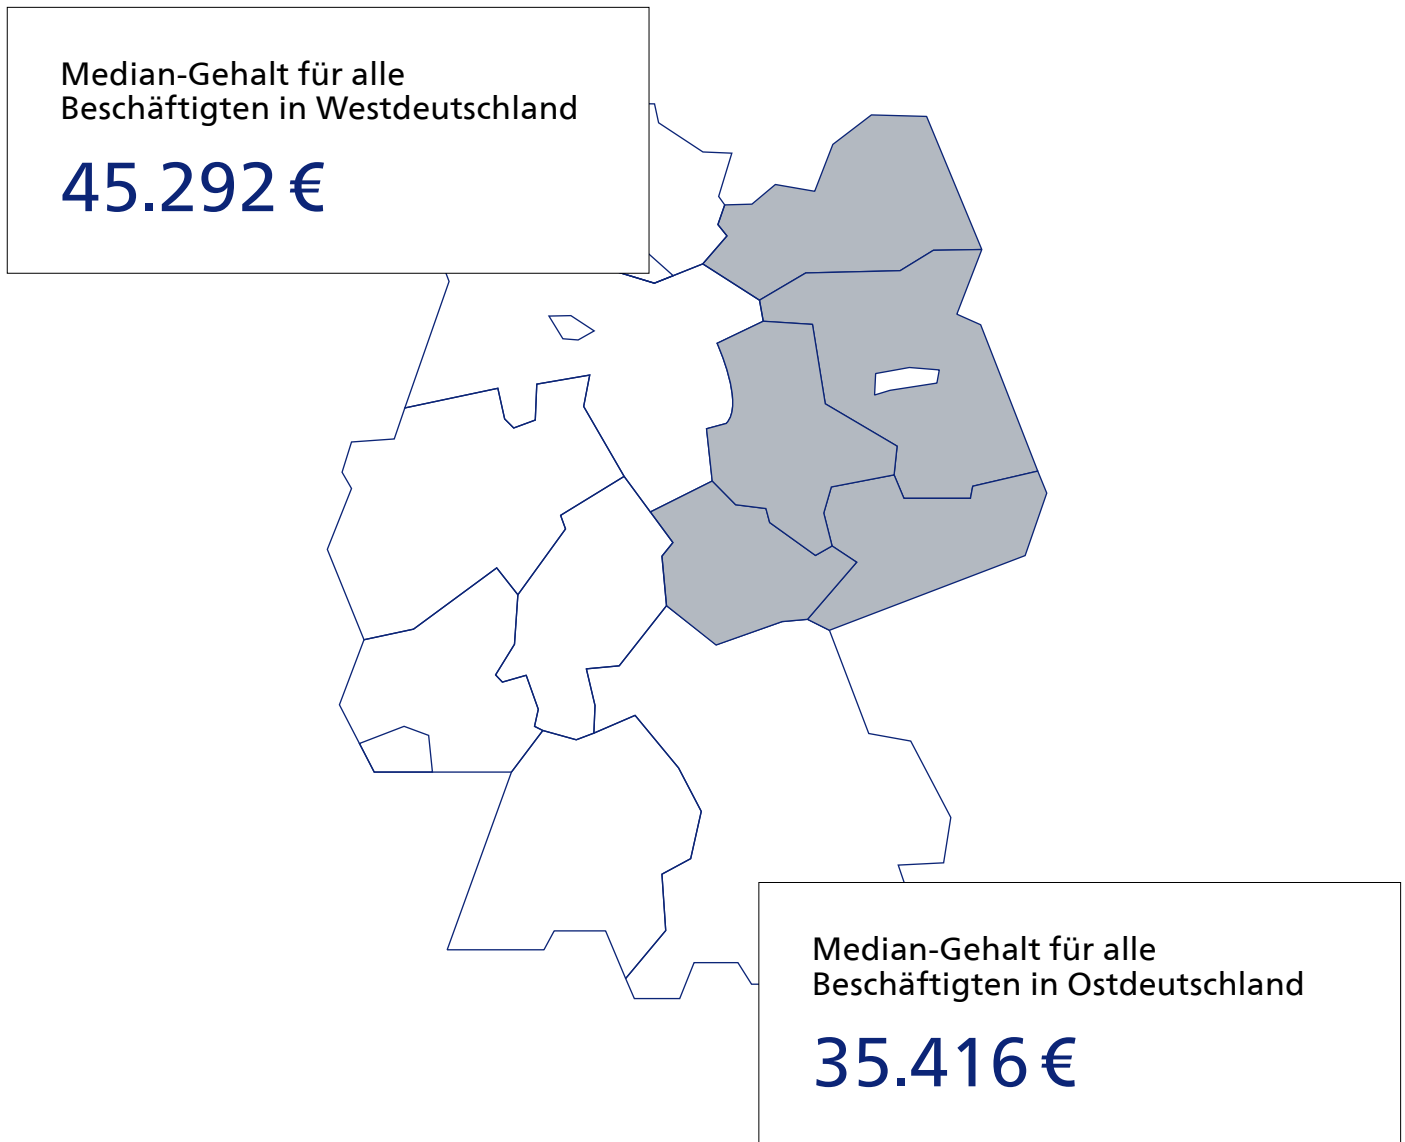 Median-Gehalt für alle
Beschäftigten in Westdeutschland
45.292 €
Median-Gehalt für alle
Beschäftigten in Ostdeutschland
35.416 €